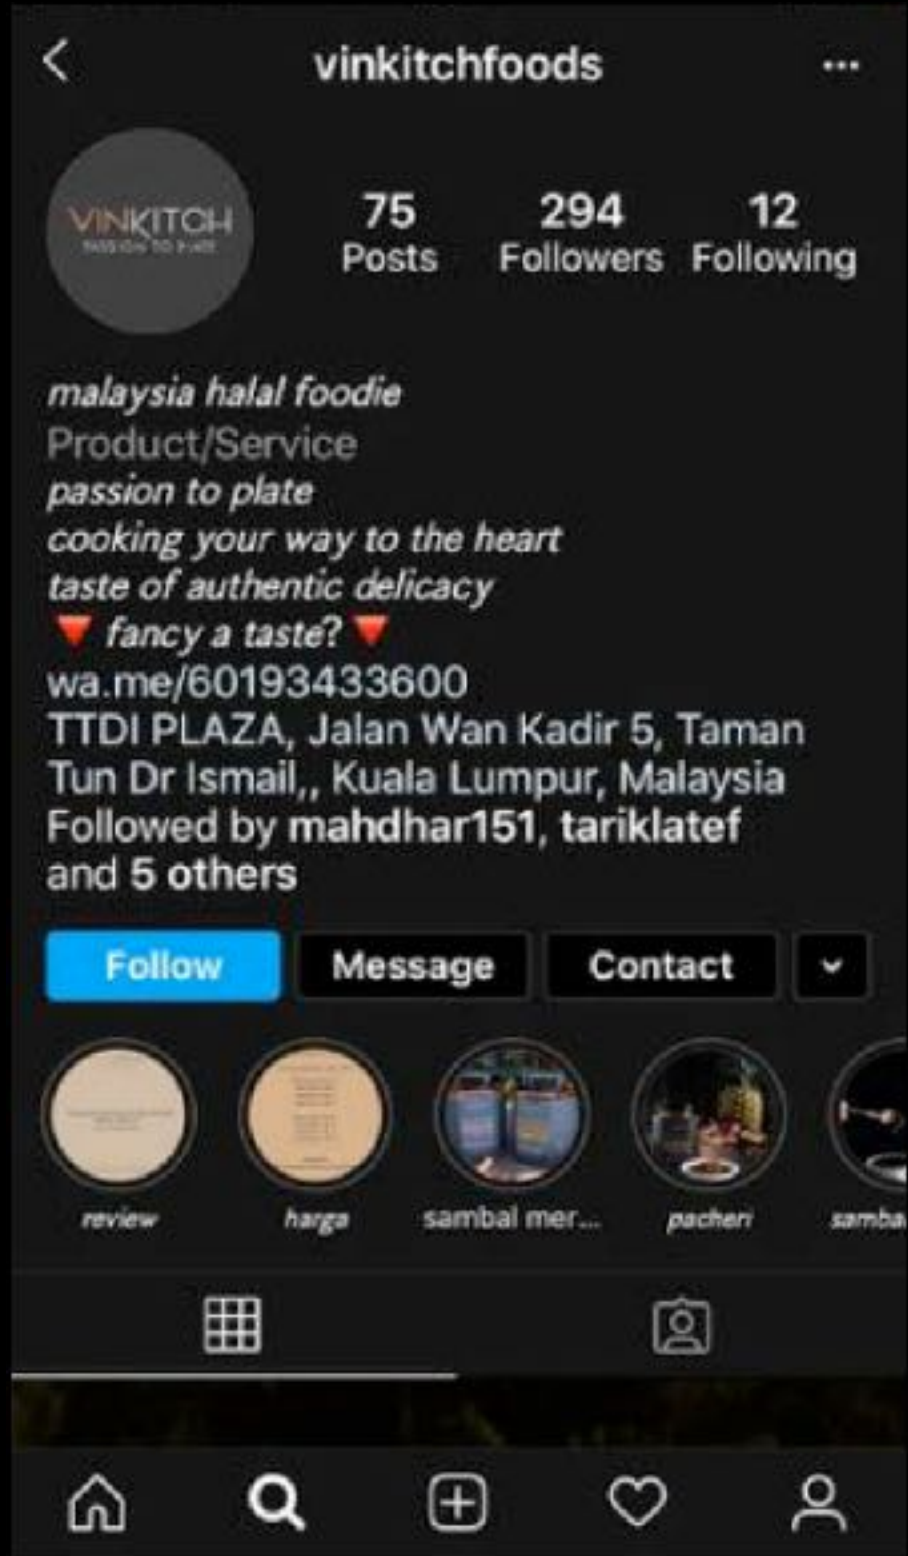 vinkitchfoods
VINKITCH
PASSION TO PLATE
75
294
12
Posts
Followers
Following
malaysia halal foodie
Product/Service
passion to plate
cooking your way to the heart
taste of authentic delicacy
🔻 fancy a taste? 🔻
wa.me/60193433600
TTDI PLAZA, Jalan Wan Kadir 5, Taman
Tun Dr Ismail,, Kuala Lumpur, Malaysia
Followed by mahdhar151, tariklatef
and 5 others
Follow
Message
Contact
review
harga
sambal mer...
pacheri
samba